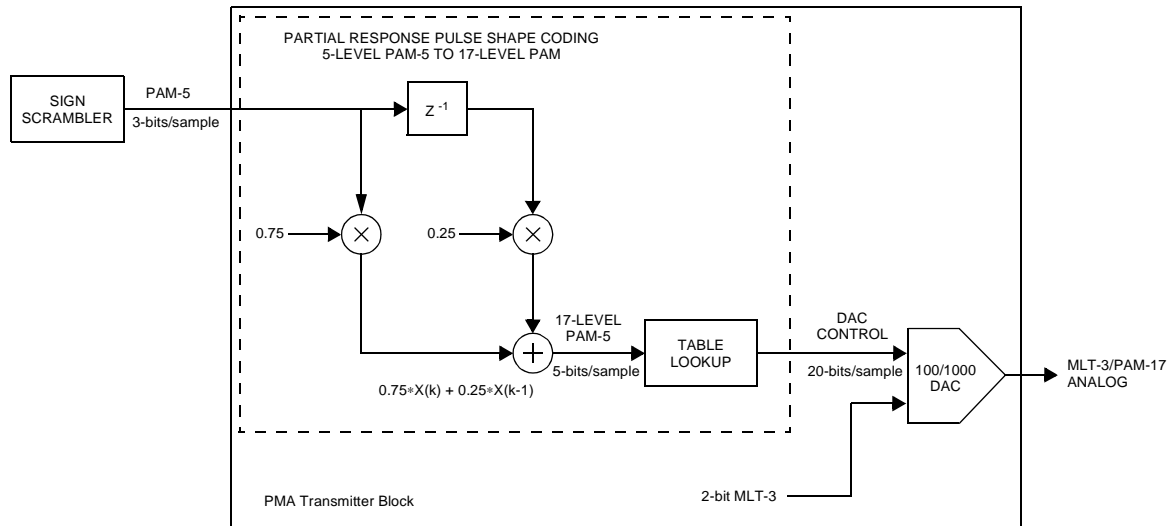 PARTIAL RESPONSE PULSE SHAPE CODING
5-LEVEL PAM-5 TO 17-LEVEL PAM
SIGN
SCRAMBLER
PAM-5
3-bits/sample
Z -1
0.75
×
0.25
×
17-LEVEL
PAM-5
5-bits/sample
+
0.75*X(k) + 0.25*X(k-1)
TABLE
LOOKUP
DAC
CONTROL
20-bits/sample
100/1000
DAC
MLT-3/PAM-17
ANALOG
2-bit MLT-3
PMA Transmitter Block